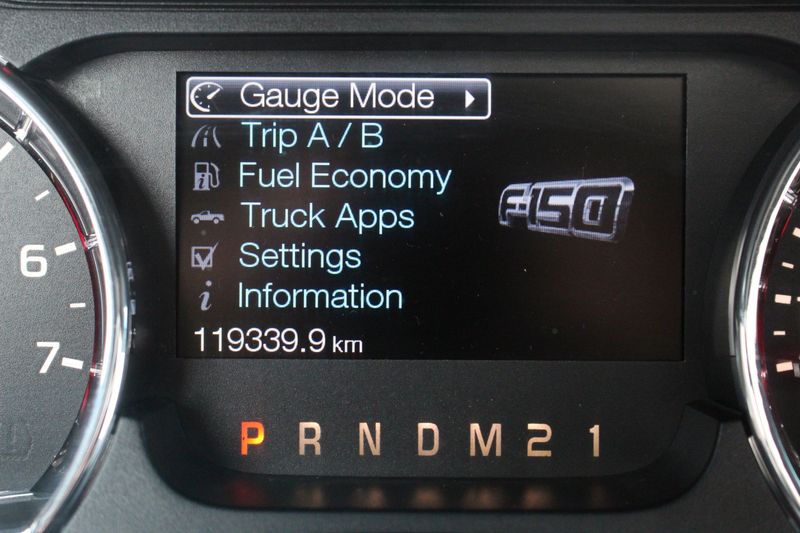 Gauge Mode
Trip A / B
Fuel Economy
Truck Apps
Settings
Information
F-150
119339.9 km
6
7
P R N D M 2 1